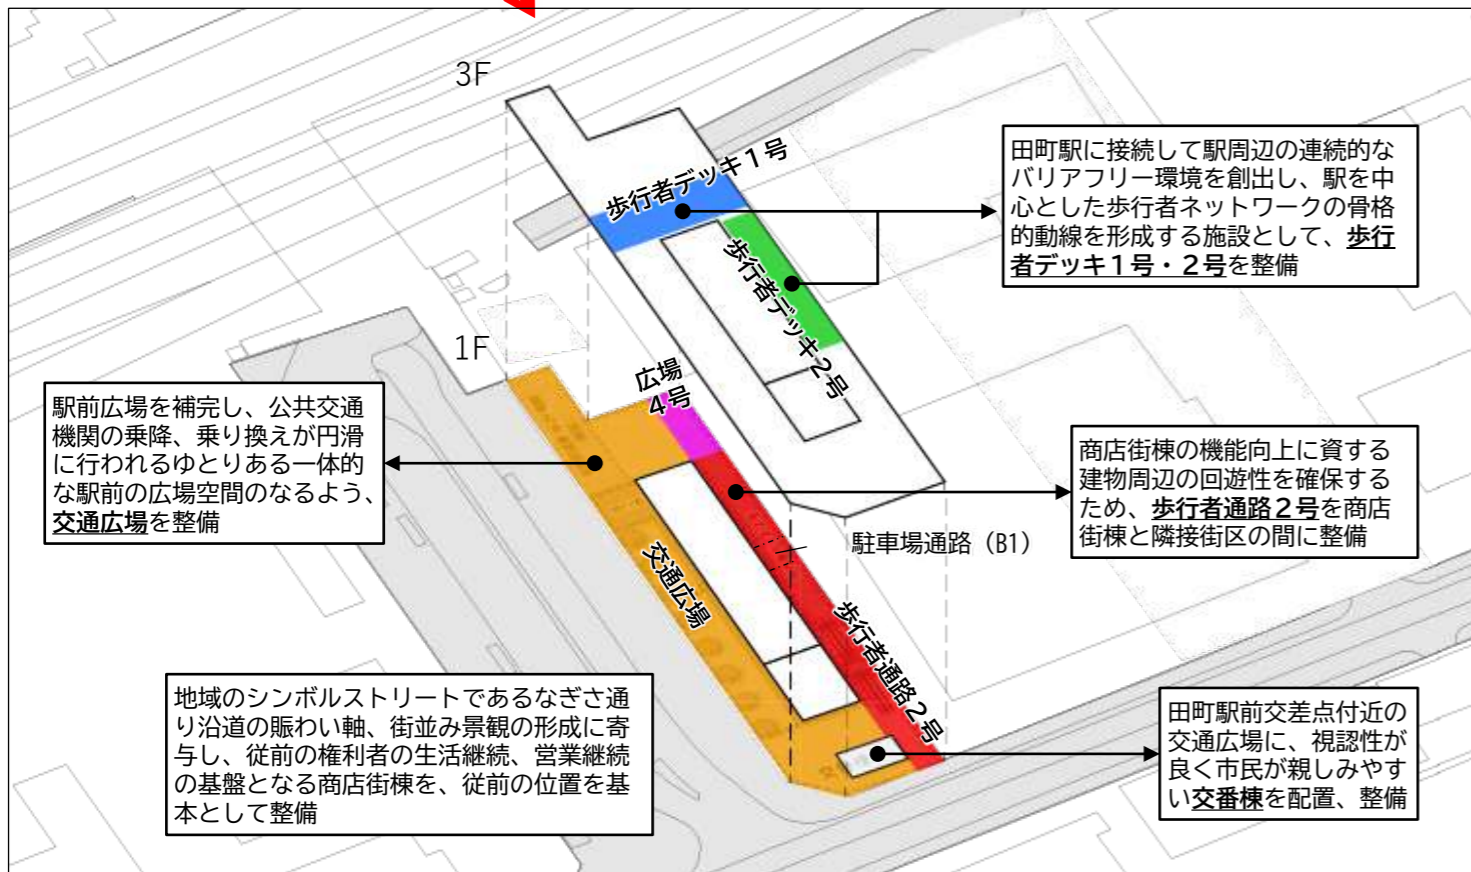 3F
歩行者デッキ１号
田町駅に接続して駅周辺の連続的な
バリアフリー環境を創出し、駅を中
心とした歩行者ネットワークの骨格
的動線を形成する施設として、歩行
者デッキ１号・２号を整備
歩行者デッキ２号
1F
広場
４号
駅前広場を補完し、公共交通
機関の乗降、乗り換えが円滑
に行われるゆとりある一体的
な駅前の広場空間のなるよう、
交通広場を整備
商店街棟の機能向上に資する
建物周辺の回遊性を確保する
ため、歩行者通路２号を商店
街棟と隣接街区の間に整備
駐車場通路（B1）
交通広場
歩行者通路２号
地域のシンボルストリートであるなぎさ通
り沿道の賑わい軸、街並み景観の形成に寄
与し、従前の権利者の生活継続、営業継続
の基盤となる商店街棟を、従前の位置を基
本として整備
田町駅前交差点付近の
交通広場に、視認性が
良く市民が親しみやす
い交番棟を配置、整備